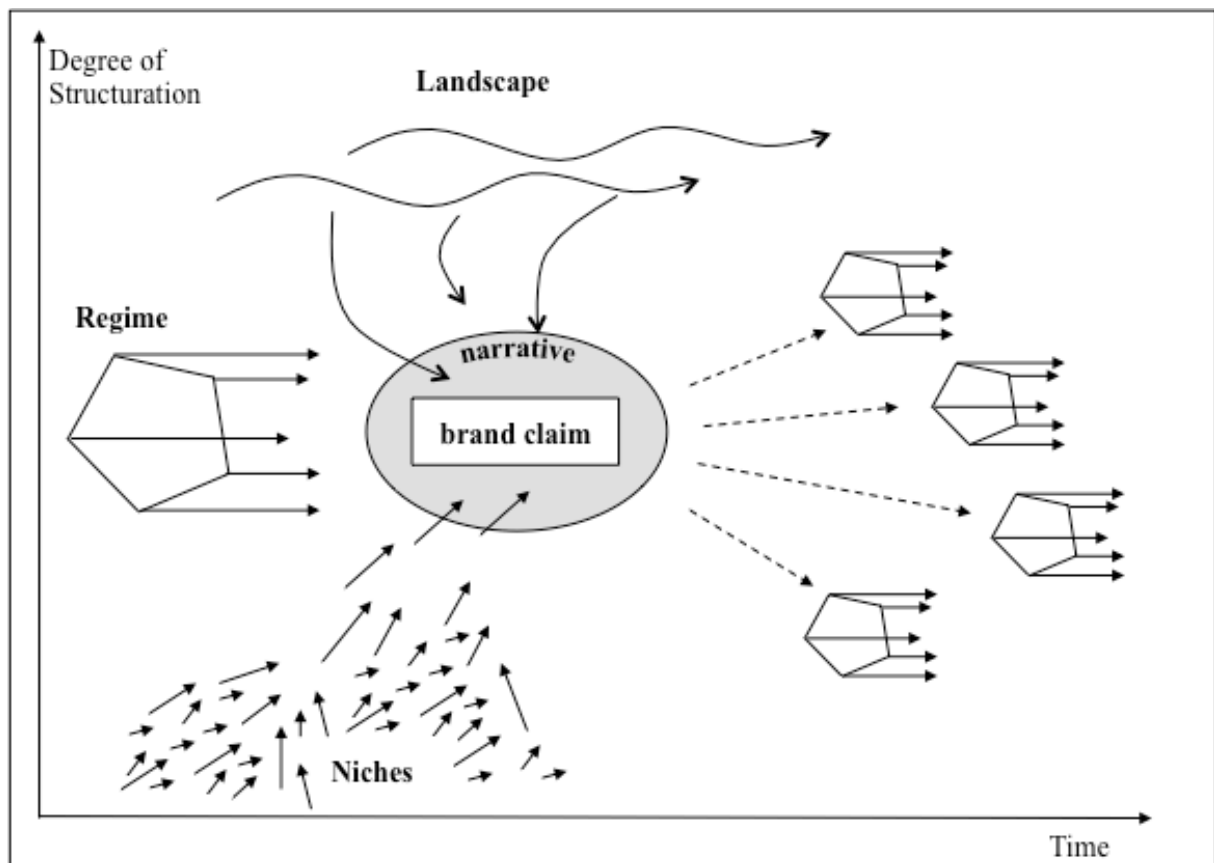 Degree of
Structuration
Landscape
Regime
narrative
brand claim
Niches
Time